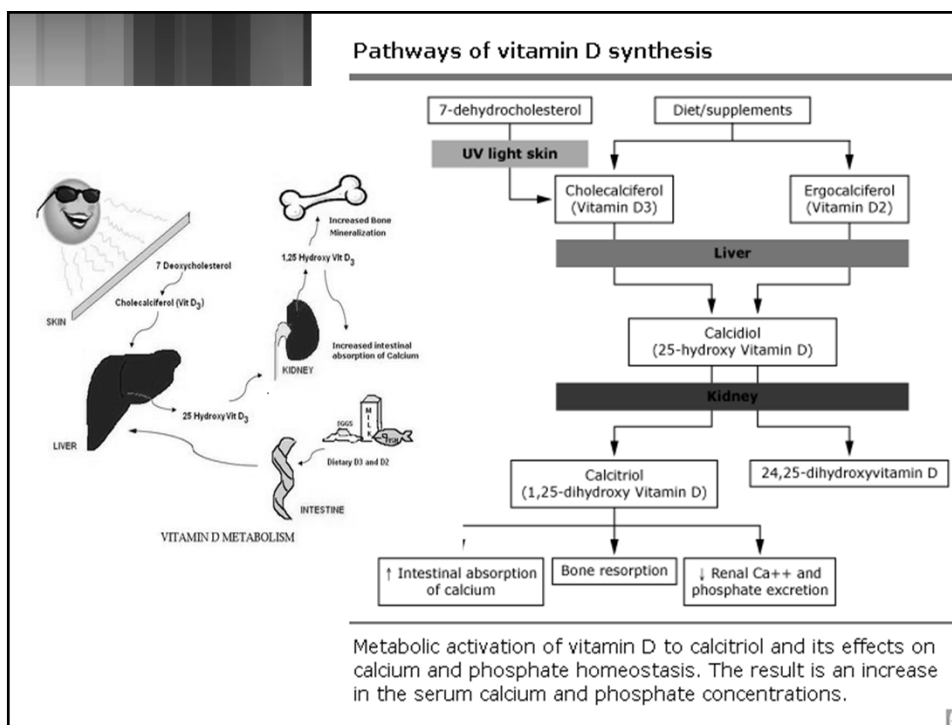 Pathways of vitamin D synthesis
7-dehydrocholesterol
Diet/supplements
UV light skin
Cholecalciferol
(Vitamin D3)
Ergocalciferol
(Vitamin D2)
Liver
Calcidiol
(25-hydroxy Vitamin D)
Kidney
Calcitriol
(1,25-dihydroxy Vitamin D)
24,25-dihydroxyvitamin D
↑ Intestinal absorption
of calcium
Bone resorption
↓ Renal Ca++ and
phosphate excretion
Metabolic activation of vitamin D to calcitriol and its effects on
calcium and phosphate homeostasis. The result is an increase
in the serum calcium and phosphate concentrations.
7 Deoxycholesterol
Cholecalciferol (Vit D3)
SKIN
LIVER
25 Hydroxy Vit D3
KIDNEY
1,25 Hydroxy Vit D3
Increased Bone
Mineralization
Increased intestinal
absorption of Calcium
EGGS
MILK
FISH
Dietary D3 and D2
INTESTINE
VITAMIN D METABOLISM